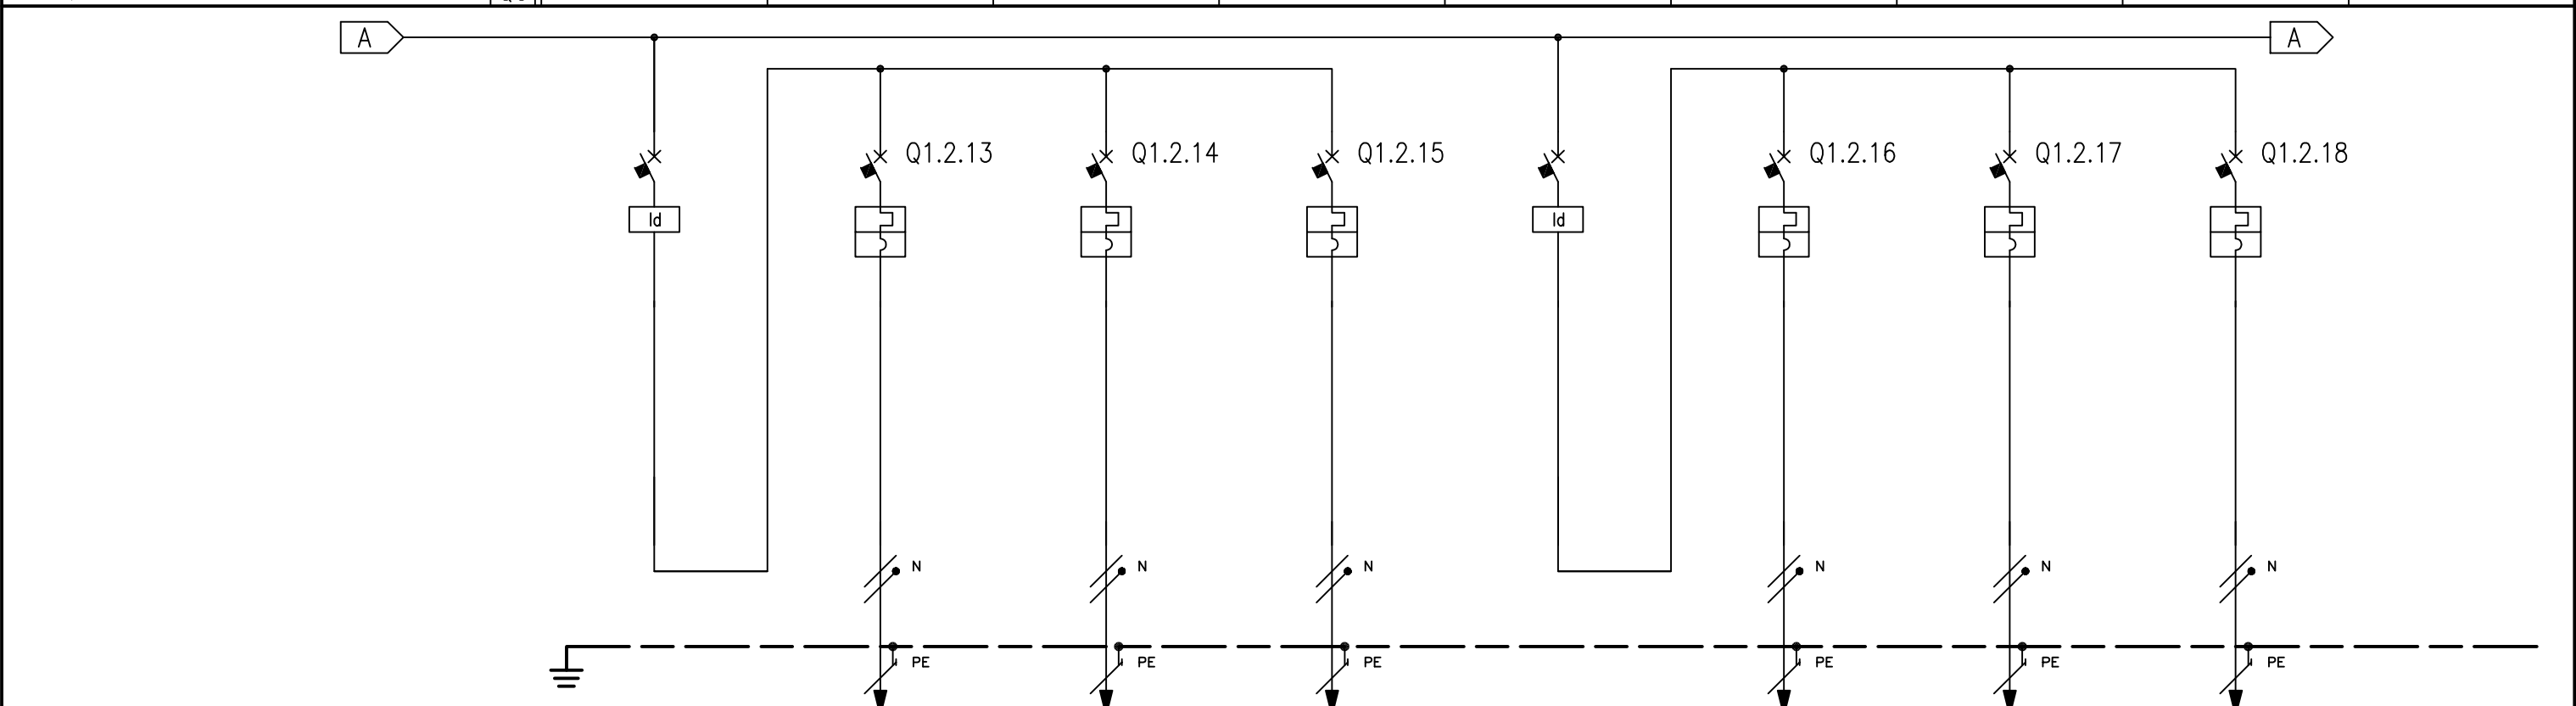 A
A
Q1.2.13
Q1.2.14
Q1.2.15
Q1.2.16
Q1.2.17
Q1.2.18
Id
Id
N
N
N
N
N
N
PE
PE
PE
PE
PE
PE